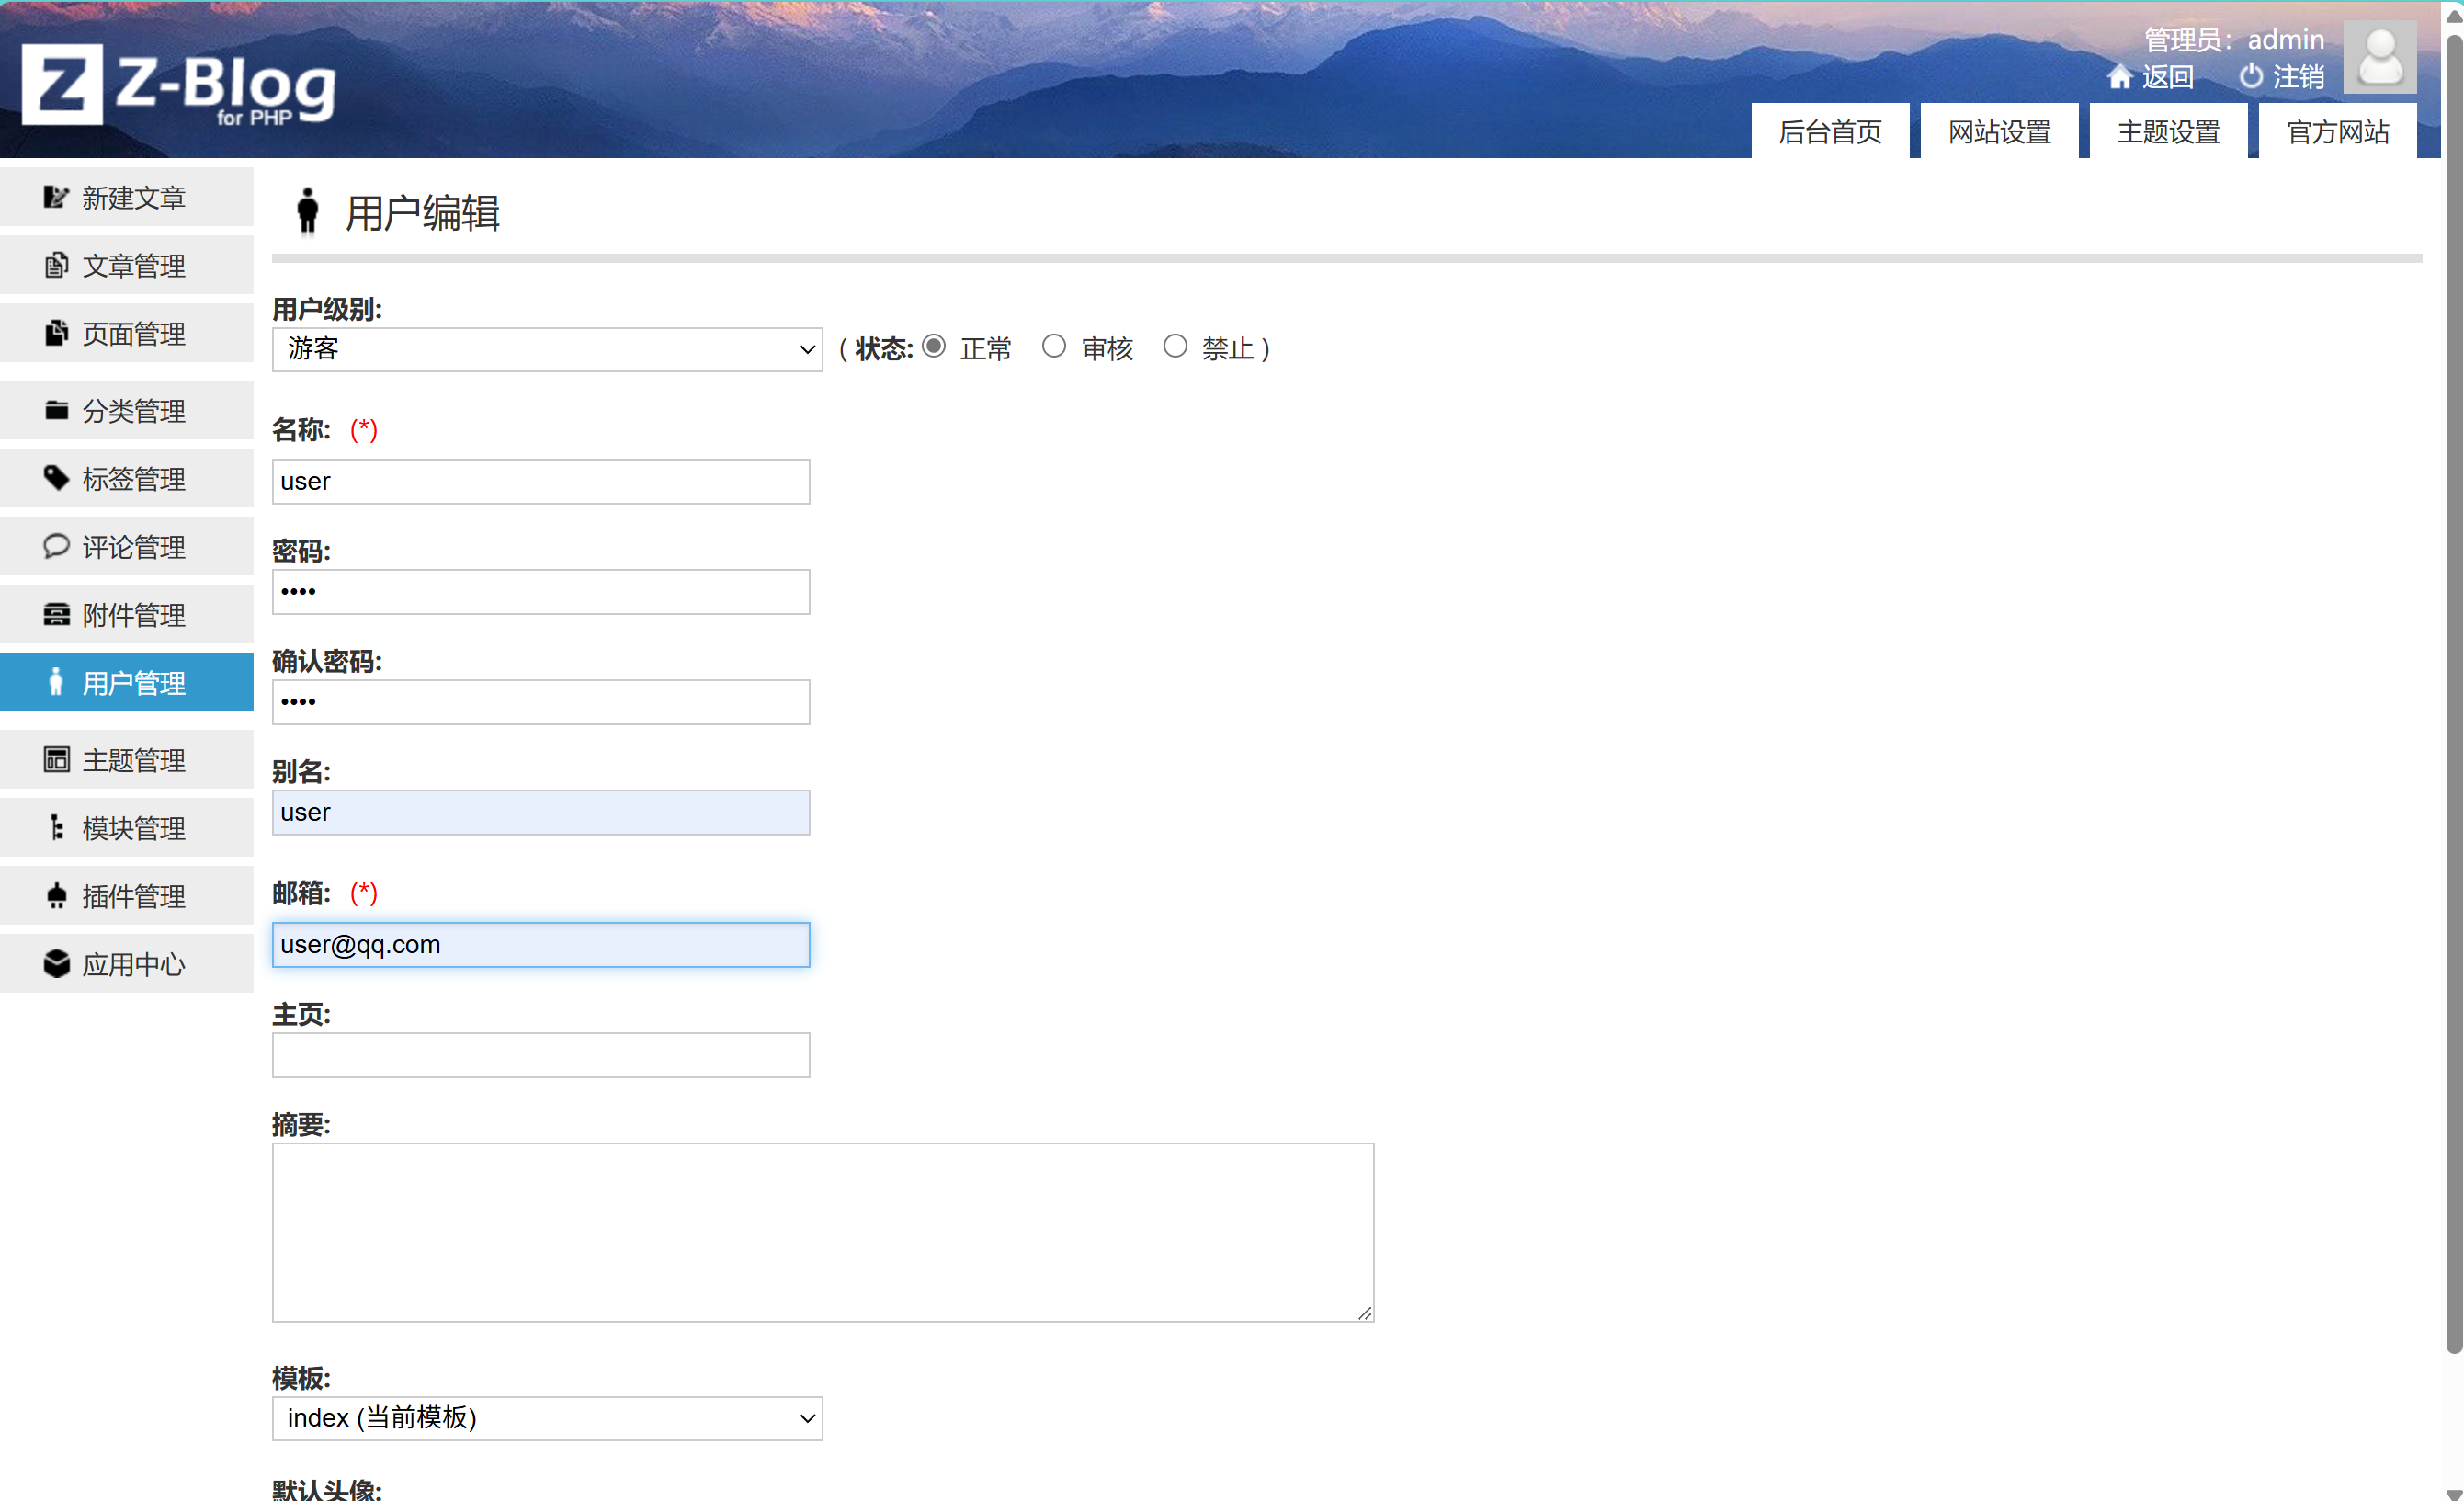 Z Z-Blog
for PHP
管理员：admin
返回 注销
后台首页 网站设置 主题设置 官方网站
新建文章
文章管理
页面管理
分类管理
标签管理
评论管理
附件管理
用户管理
主题管理
模块管理
插件管理
应用中心
用户编辑
用户级别:
游客 ( 状态: 正常 审核 禁止 )
名称: (*)
user
密码:
••••
确认密码:
••••
别名:
user
邮箱: (*)
user@qq.com
主页:
摘要:
模板:
index (当前模板)
默认头像: